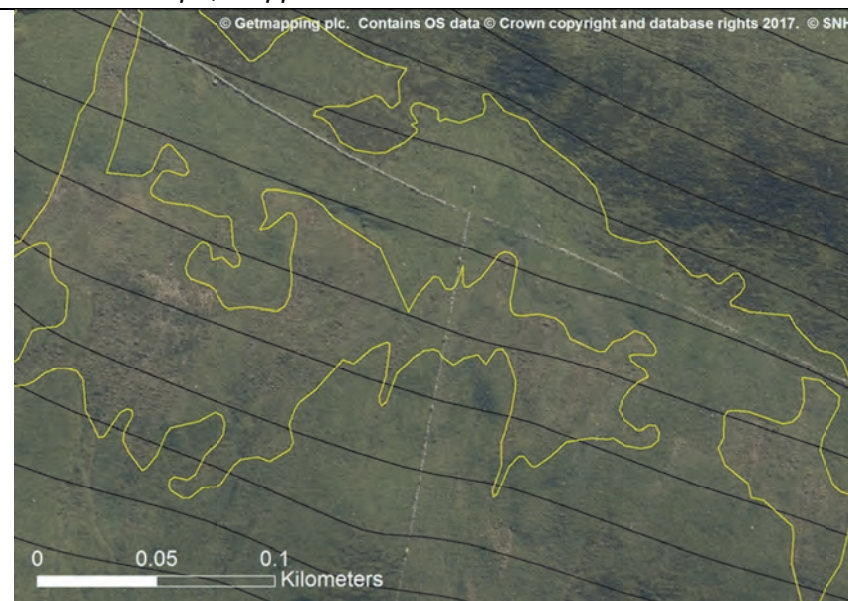 © Getmapping plc. Contains OS data © Crown copyright and database rights 2017. © SNH
0 0.05 0.1
Kilometers